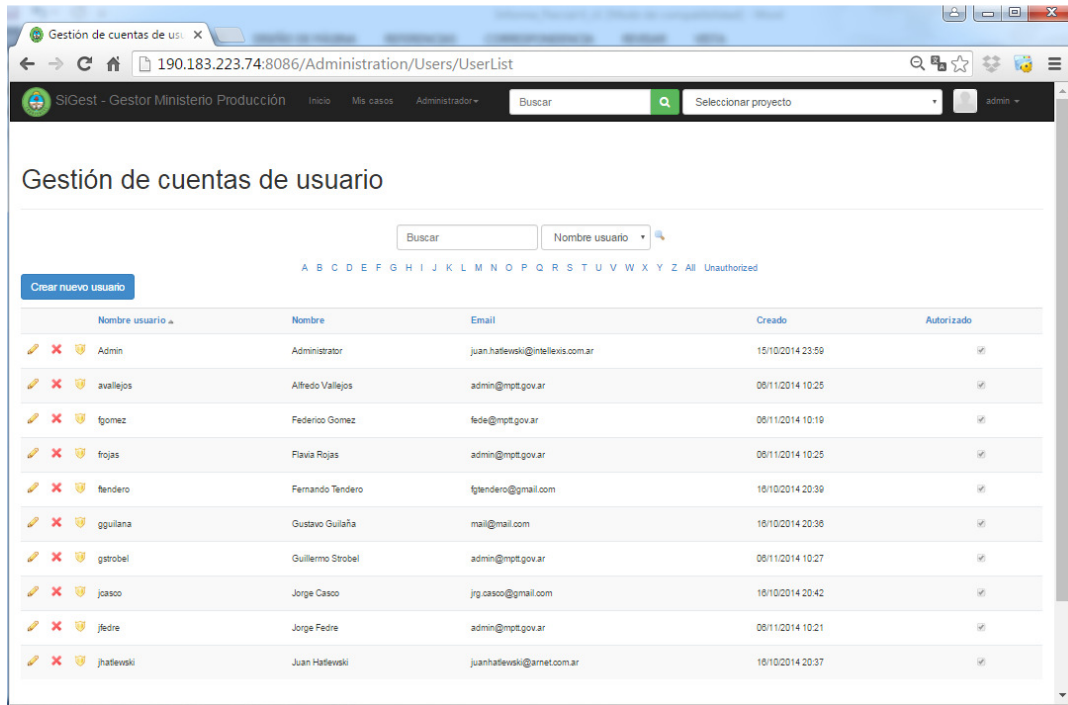 Gestión de cuentas de usu
190.183.223.74:8086/Administration/Users/UserList
SiGest - Gestor Ministerio Producción Inicio Mis casos Administrador Buscar Seleccionar proyecto admin
Gestión de cuentas de usuario
Buscar Nombre usuario
A B C D E F G H I J K L M N O P Q R S T U V W X Y Z All Unauthorized
Crear nuevo usuario
Nombre usuario Nombre Email Creado Autorizado
Admin Administrator juan.hatlewski@intellexis.com.ar 15/10/2014 23:59
avallejos Alfredo Vallejos admin@mptt.gov.ar 06/11/2014 10:25
fgomez Federico Gomez fede@mptt.gov.ar 06/11/2014 10:19
frojas Flavia Rojas admin@mptt.gov.ar 06/11/2014 10:25
ftendero Fernando Tendero fgtendero@gmail.com 16/10/2014 20:39
gguilana Gustavo Guilaña mail@mail.com 16/10/2014 20:36
gstrobel Guillermo Strobel admin@mptt.gov.ar 06/11/2014 10:27
jcasco Jorge Casco jrg.casco@gmail.com 16/10/2014 20:42
jfedre Jorge Fedre admin@mptt.gov.ar 06/11/2014 10:21
jhatlewski Juan Hatlewski juanhatlewski@arnet.com.ar 16/10/2014 20:37